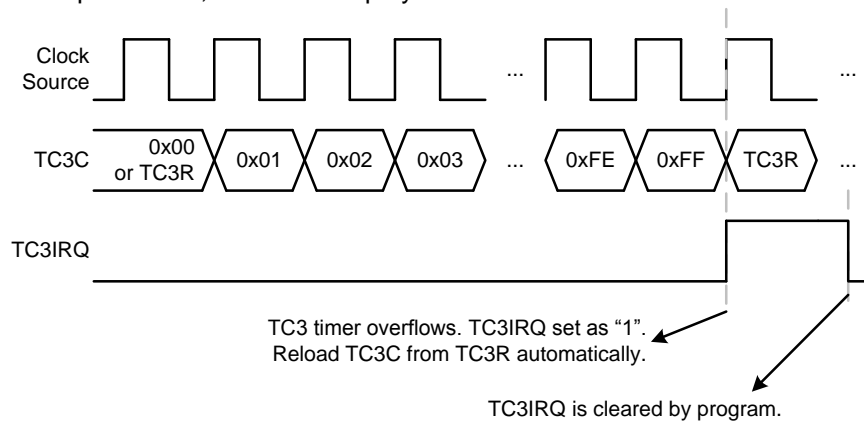 Clock
Source
...
...
TC3C
0x00
or TC3R
0x01
0x02
0x03
...
0xFE
0xFF
TC3R
...
TC3IRQ
TC3 timer overflows. TC3IRQ set as “1”.
Reload TC3C from TC3R automatically.
TC3IRQ is cleared by program.